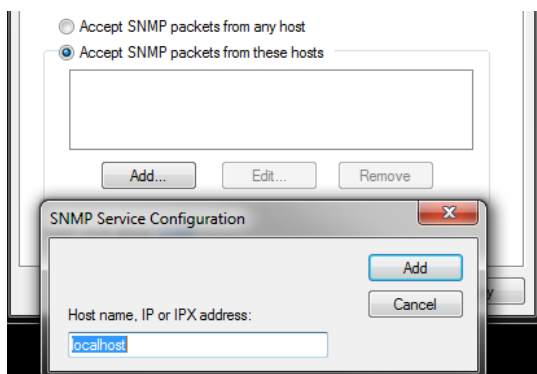 Accept SNMP packets from any host
Accept SNMP packets from these hosts
Add... Edit... Remove
SNMP Service Configuration
Add
Cancel
Host name, IP or IPX address:
localhost